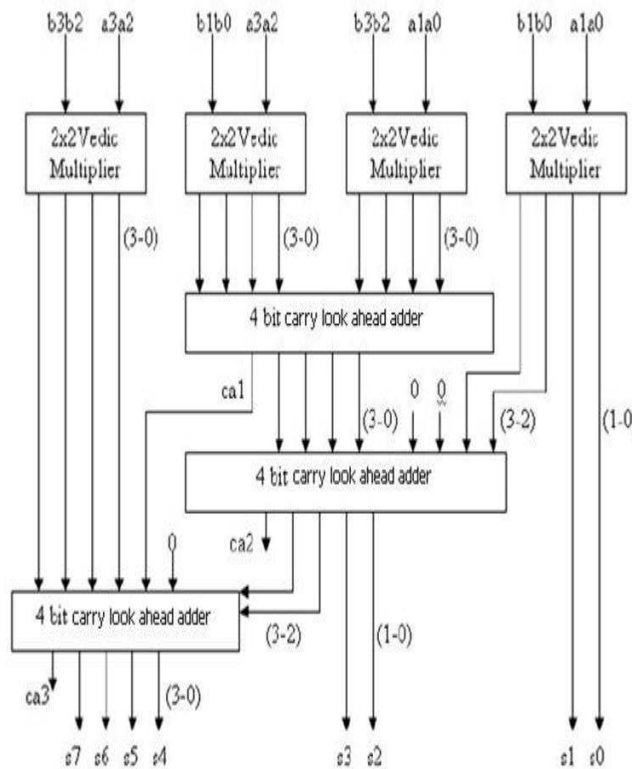 b3b2 a3a2 b1b0 a3a2 b3b2 a1a0 b1b0 a1a0
2x2Vedic
Multiplier
2x2Vedic
Multiplier
2x2Vedic
Multiplier
2x2Vedic
Multiplier
(3-0) (3-0) (3-0)
4 bit carry look ahead adder
ca1 (3-0) 0 0 (3-2) (1-0
4 bit carry look ahead adder
ca2
0
4 bit carry look ahead adder
(3-2) (1-0)
ca3 (3-0)
s7 s6 s5 s4 s3 s2 s1 s0